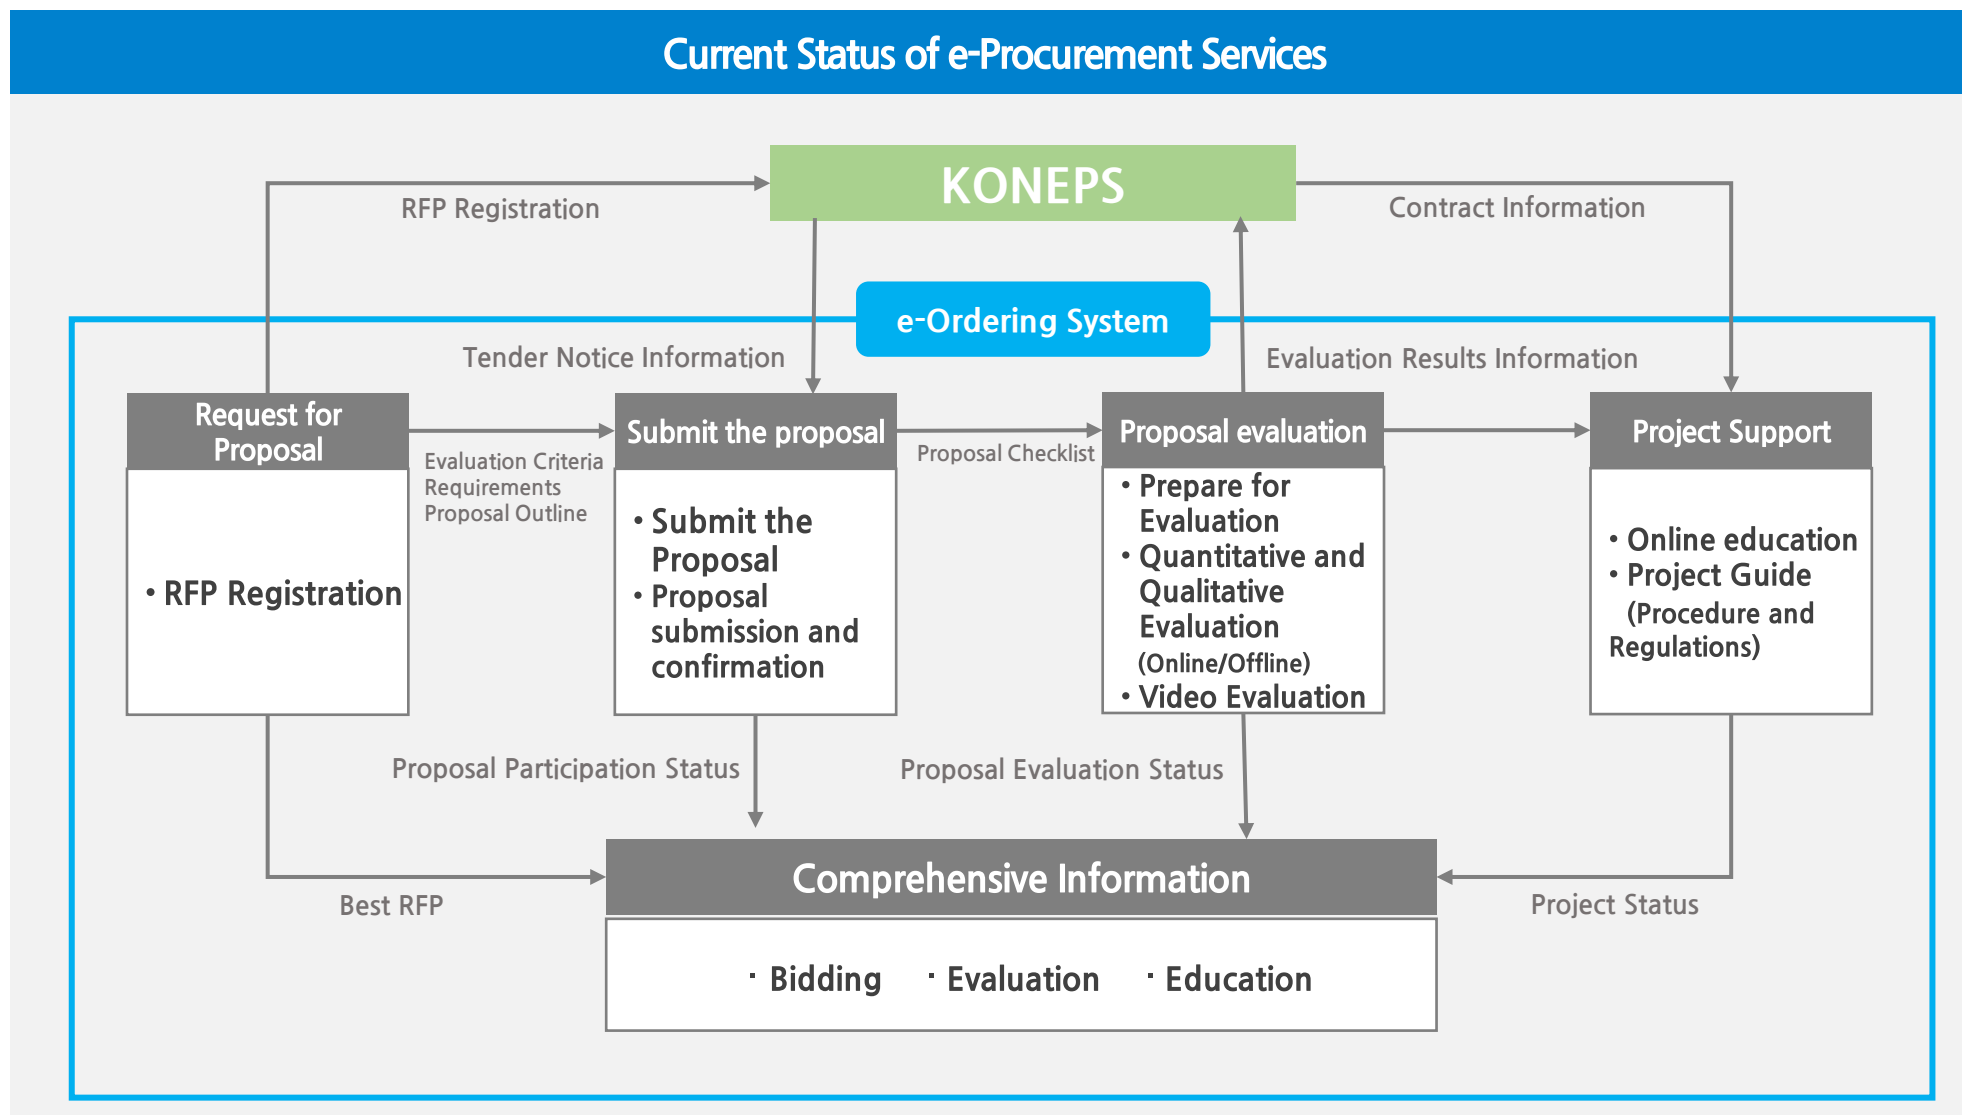 Current Status of e-Procurement Services
KONEPS
RFP Registration
Contract Information
e-Ordering System
Tender Notice Information
Evaluation Results Information
Request for
Proposal
Evaluation Criteria
Requirements
Proposal Outline
• RFP Registration
Submit the proposal
• Submit the
Proposal
• Proposal
submission and
confirmation
Proposal Checklist
Proposal evaluation
• Prepare for
Evaluation
• Quantitative and
Qualitative
Evaluation
(Online/Offline)
• Video Evaluation
Project Support
• Online education
• Project Guide
(Procedure and
Regulations)
Proposal Participation Status
Proposal Evaluation Status
Best RFP
Project Status
Comprehensive Information
· Bidding · Evaluation · Education